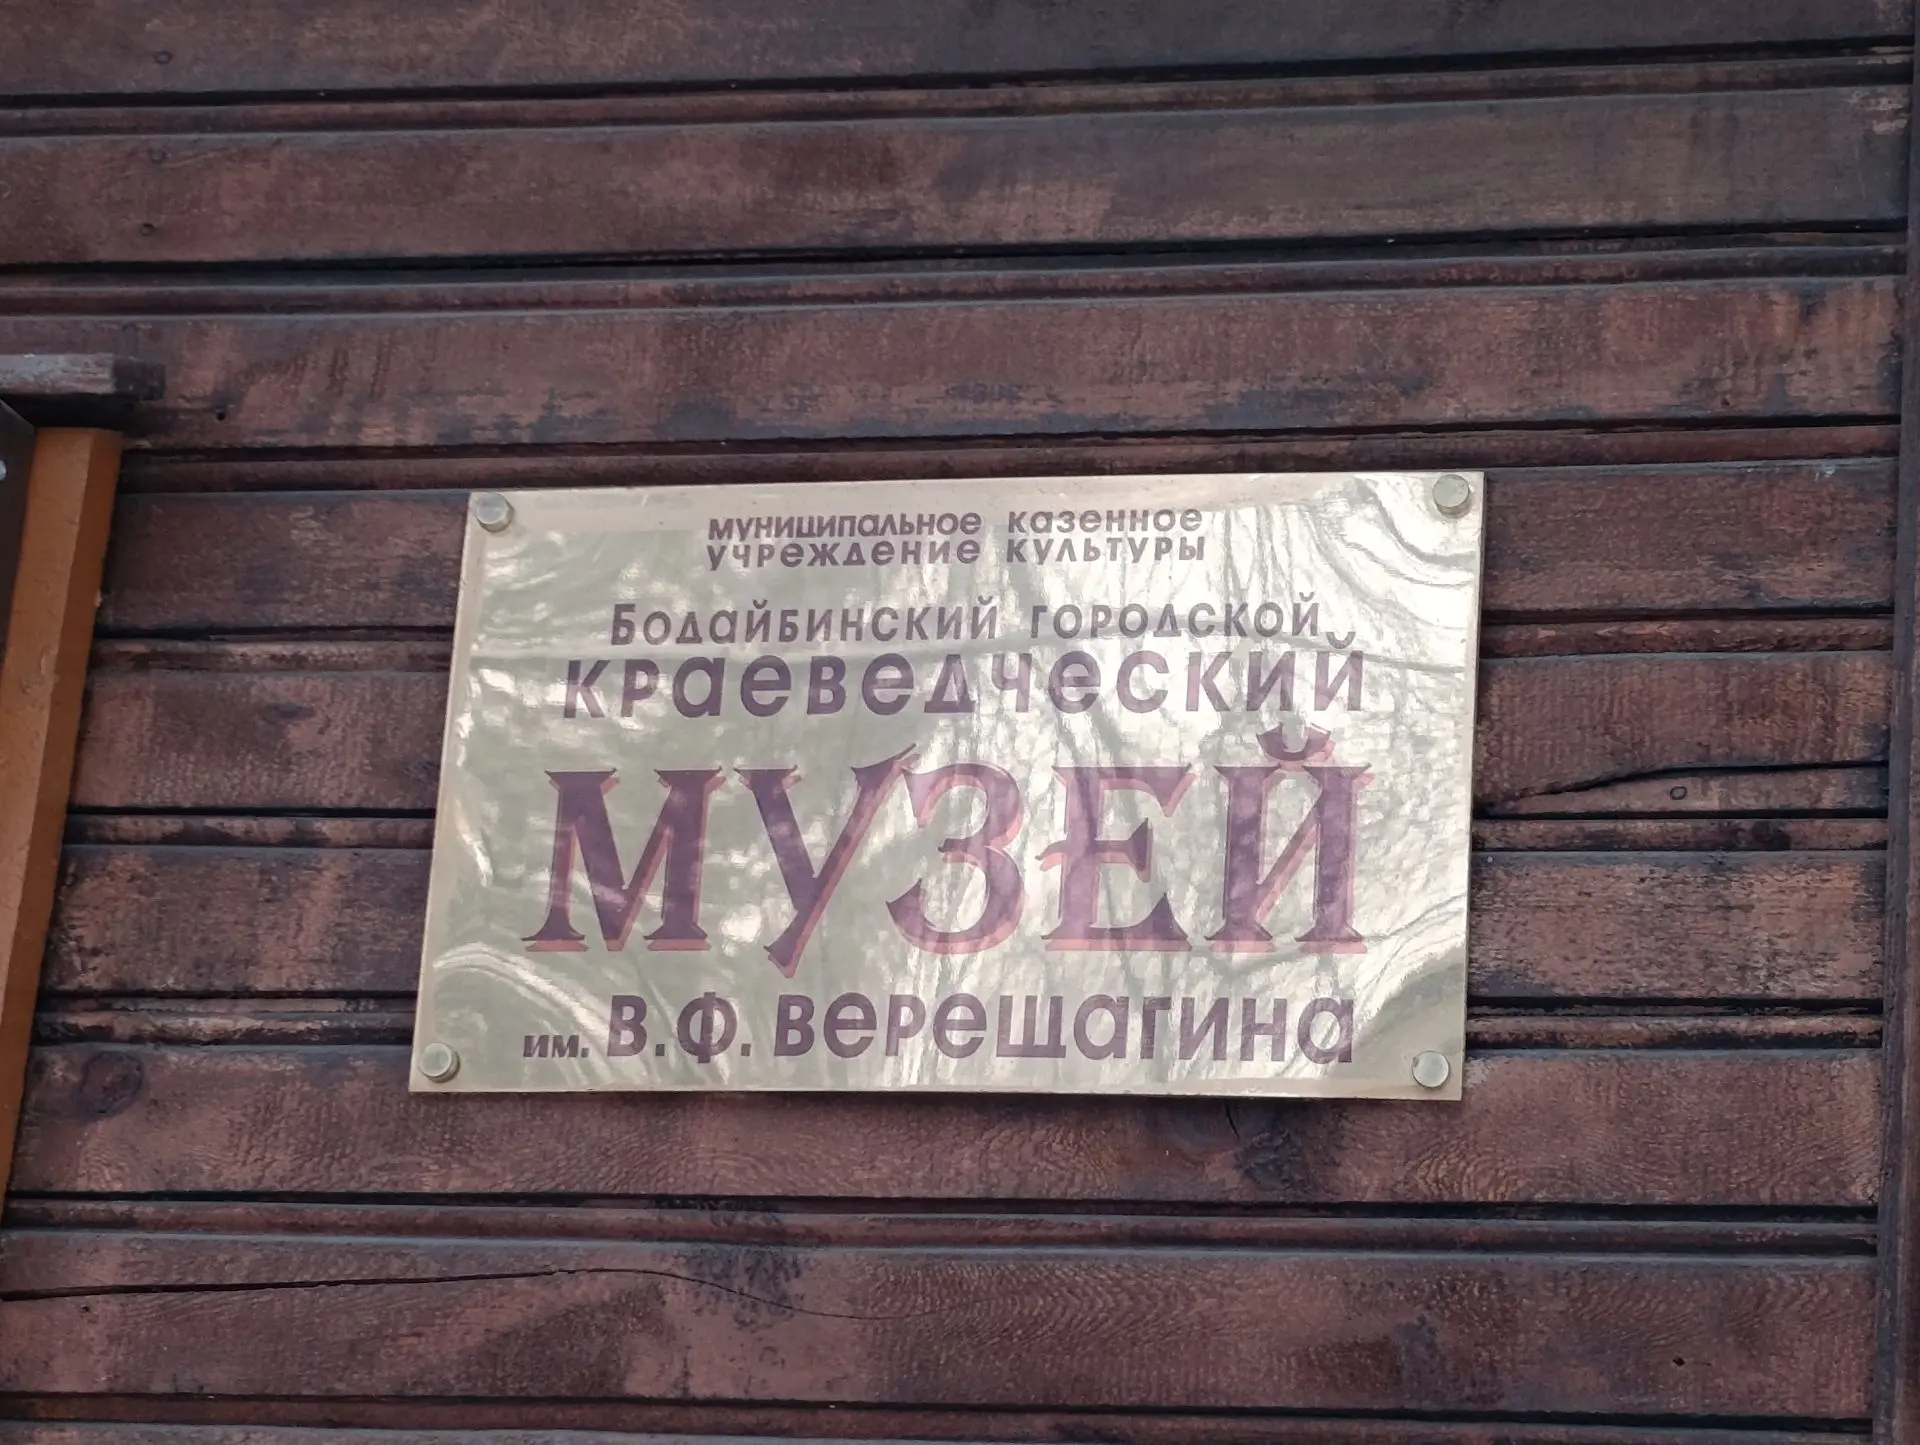 муниципальное казенное
учреждение культуры
Бодайбинский городской
краеведческий
МУЗЕЙ
им. В.Ф. Верещагина